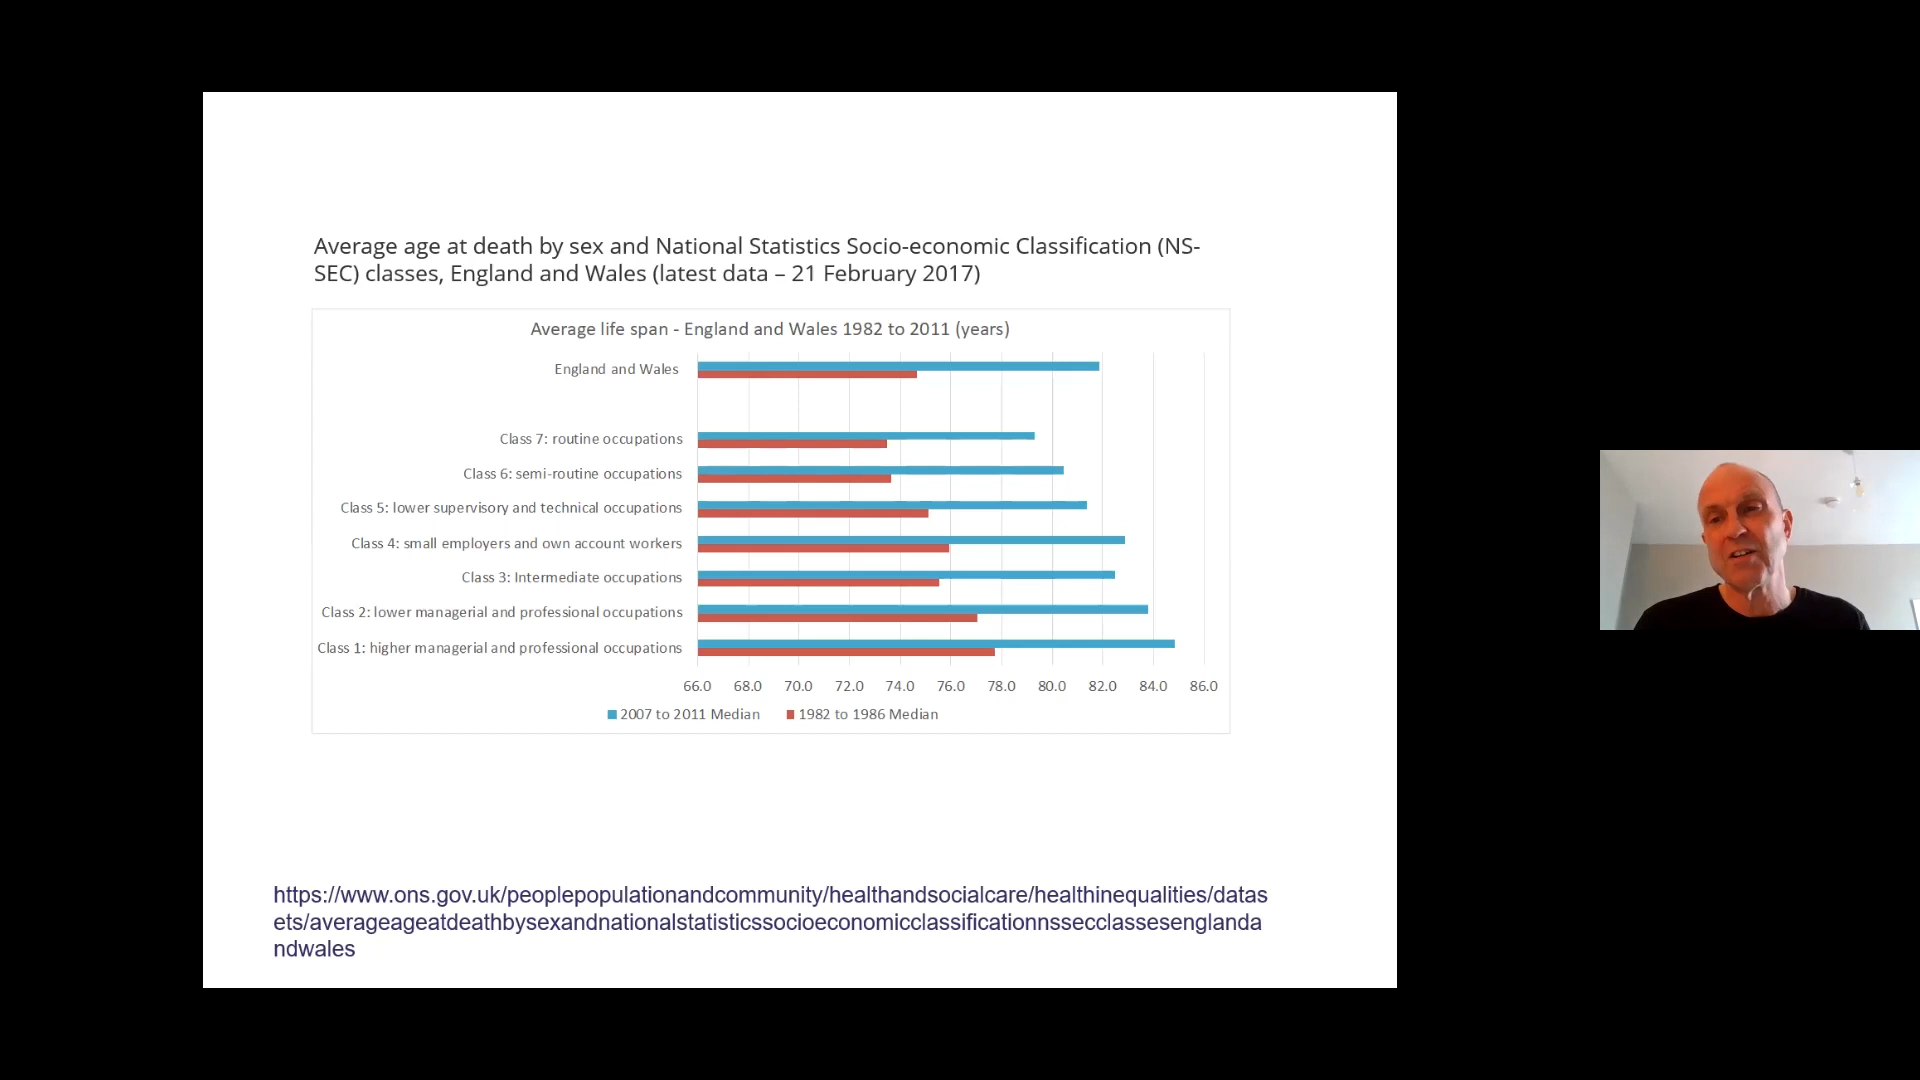 Average age at death by sex and National Statistics Socio-economic Classification (NS-
SEC) classes, England and Wales (latest data – 21 February 2017)
Average life span - England and Wales 1982 to 2011 (years)
England and Wales
Class 7: routine occupations
Class 6: semi-routine occupations
Class 5: lower supervisory and technical occupations
Class 4: small employers and own account workers
Class 3: Intermediate occupations
Class 2: lower managerial and professional occupations
Class 1: higher managerial and professional occupations
66.0 68.0 70.0 72.0 74.0 76.0 78.0 80.0 82.0 84.0 86.0
2007 to 2011 Median 1982 to 1986 Median
https://www.ons.gov.uk/peoplepopulationandcommunity/healthandsocialcare/healthinequalities/datas
ets/averageageatdeathbysexandnationalstatisticssocioeconomicclassificationnssecclassesenglanda
ndwales